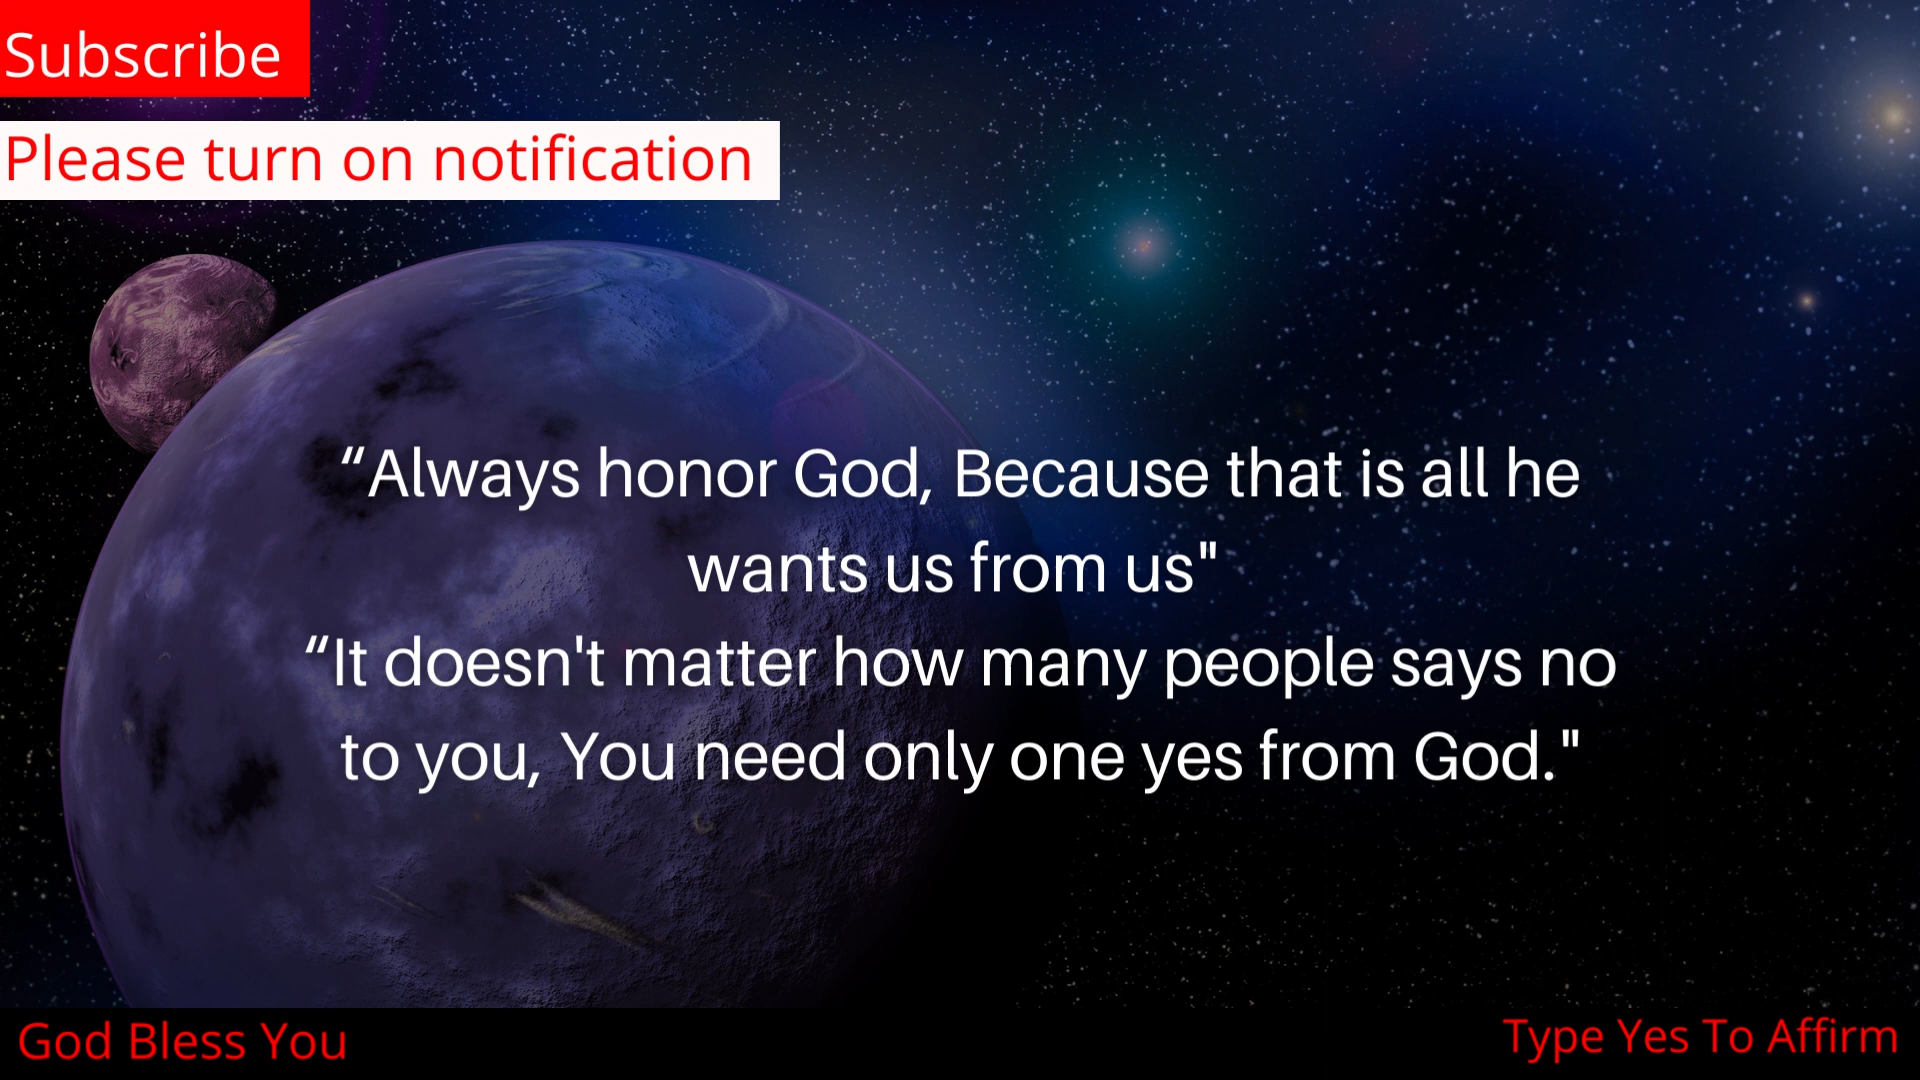 Subscribe
Please turn on notification
“Always honor God, Because that is all he
wants us from us"
“It doesn't matter how many people says no
to you, You need only one yes from God."
God Bless You
Type Yes To Affirm